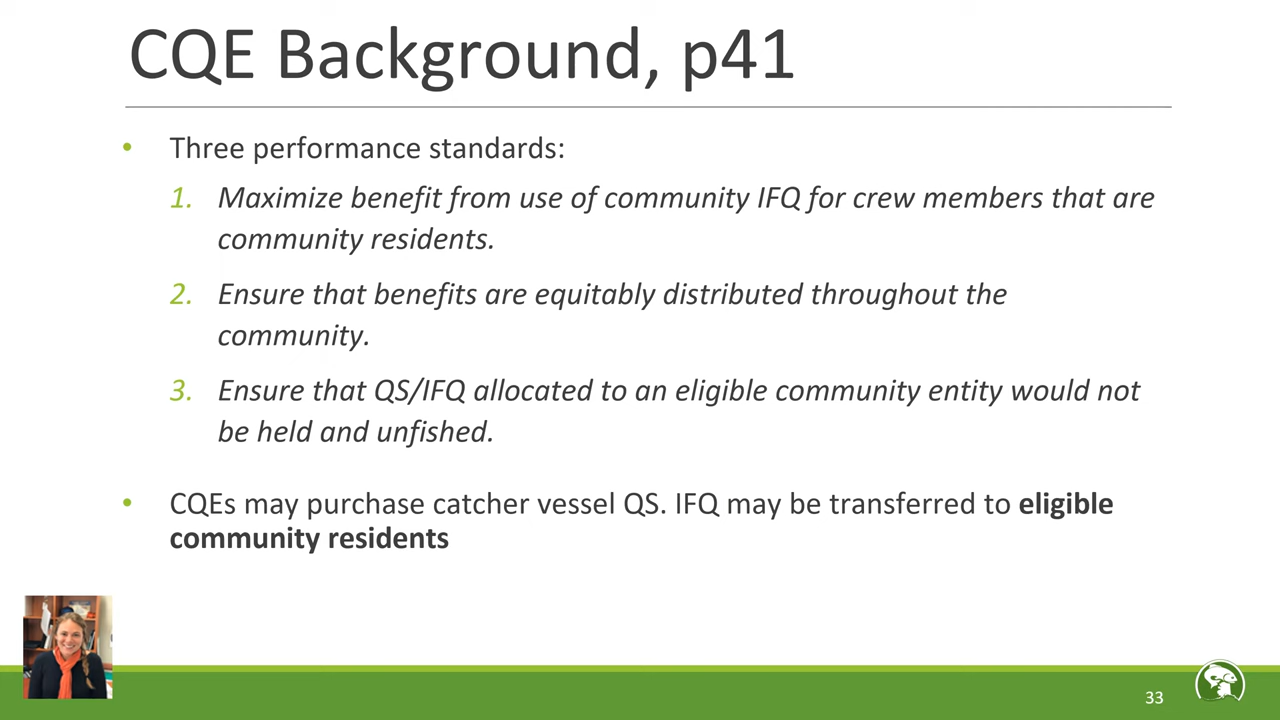 CQE Background, p41
• Three performance standards:
1. Maximize benefit from use of community IFQ for crew members that are
community residents.
2. Ensure that benefits are equitably distributed throughout the
community.
3. Ensure that QS/IFQ allocated to an eligible community entity would not
be held and unfished.
• CQEs may purchase catcher vessel QS. IFQ may be transferred to eligible
community residents
33